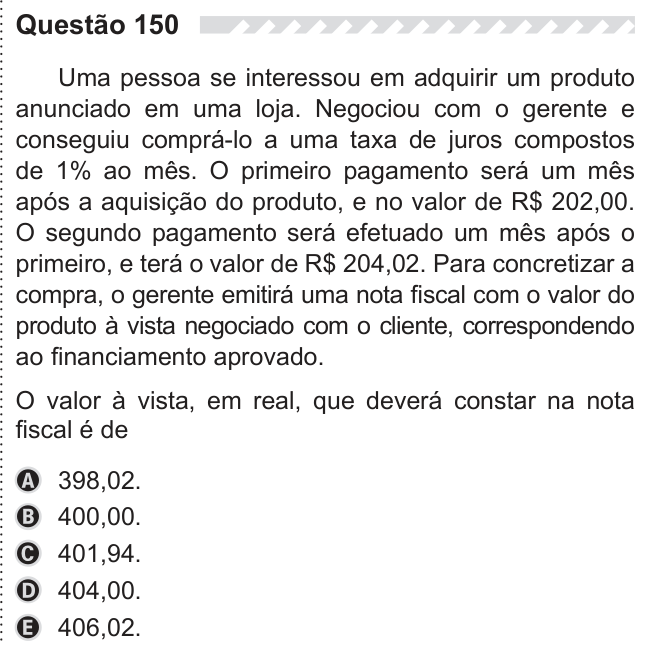 Questão 150
Uma pessoa se interessou em adquirir um produto
anunciado em uma loja. Negociou com o gerente e
conseguiu comprá-lo a uma taxa de juros compostos
de 1% ao mês. O primeiro pagamento será um mês
após a aquisição do produto, e no valor de R$ 202,00.
O segundo pagamento será efetuado um mês após o
primeiro, e terá o valor de R$ 204,02. Para concretizar a
compra, o gerente emitirá uma nota fiscal com o valor do
produto à vista negociado com o cliente, correspondendo
ao financiamento aprovado.
O valor à vista, em real, que deverá constar na nota
fiscal é de
A 398,02.
B 400,00.
C 401,94.
D 404,00.
E 406,02.